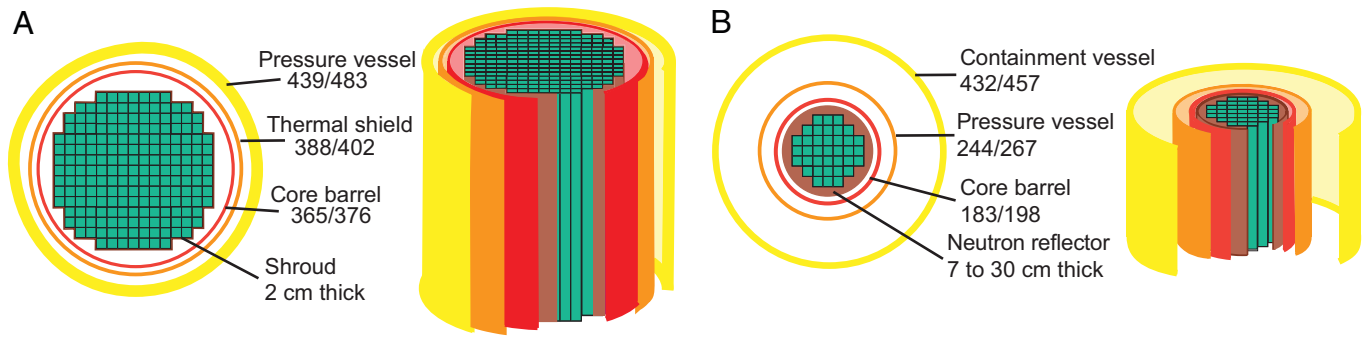 A
Pressure vessel
439/483
Thermal shield
388/402
Core barrel
365/376
Shroud
2 cm thick
B
Containment vessel
432/457
Pressure vessel
244/267
Core barrel
183/198
Neutron reflector
7 to 30 cm thick